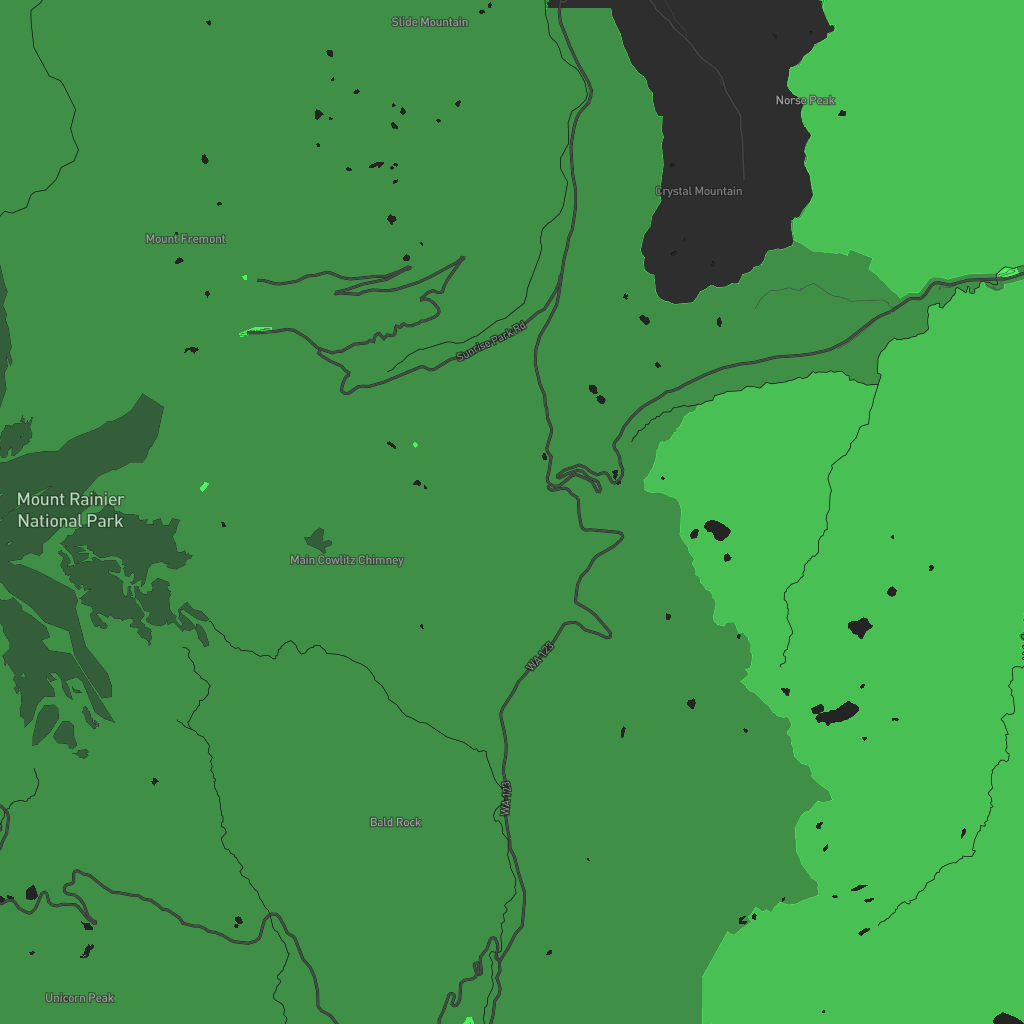 Slide Mountain
Norse Peak
Crystal Mountain
Mount Fremont
Sunrise Park Rd
Mount Rainier
National Park
Main Cowlitz Chimney
WA 123
WA 123
Bald Rock
Unicorn Peak